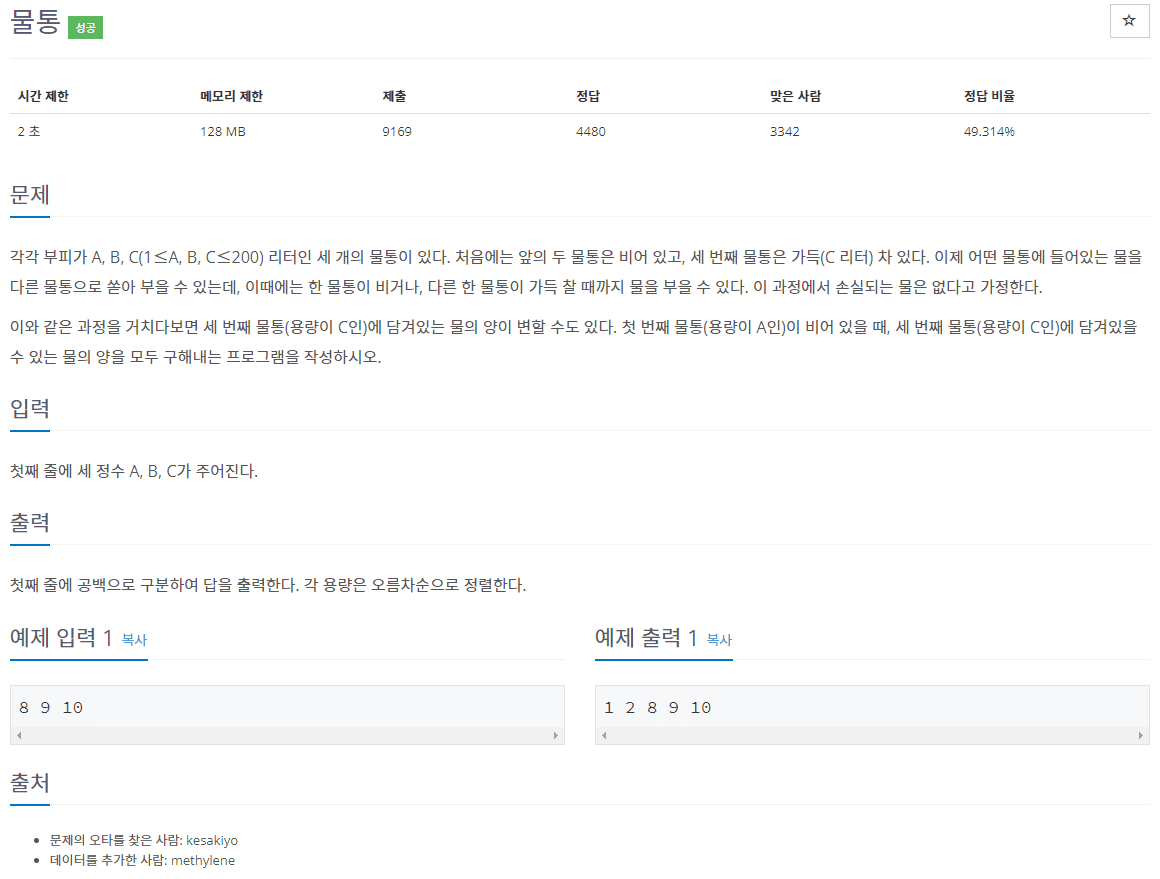 물통 성공
☆
시간 제한 메모리 제한 제출 정답 맞은 사람 정답 비율
2 초 128 MB 9169 4480 3342 49.314%
문제
각각 부피가 A, B, C(1≤A, B, C≤200) 리터인 세 개의 물통이 있다. 처음에는 앞의 두 물통은 비어 있고, 세 번째 물통은 가득(C 리터) 차 있다. 이제 어떤 물통에 들어있는 물을
다른 물통으로 쏟아 부을 수 있는데, 이때에는 한 물통이 비거나, 다른 한 물통이 가득 찰 때까지 물을 부을 수 있다. 이 과정에서 손실되는 물은 없다고 가정한다.
이와 같은 과정을 거치다보면 세 번째 물통(용량이 C인)에 담겨있는 물의 양이 변할 수도 있다. 첫 번째 물통(용량이 A인)이 비어 있을 때, 세 번째 물통(용량이 C인)에 담겨있을
수 있는 물의 양을 모두 구해내는 프로그램을 작성하시오.
입력
첫째 줄에 세 정수 A, B, C가 주어진다.
출력
첫째 줄에 공백으로 구분하여 답을 출력한다. 각 용량은 오름차순으로 정렬한다.
예제 입력 1 복사
8 9 10
예제 출력 1 복사
1 2 8 9 10
출처
• 문제의 오타를 찾은 사람: kesakiyo
• 데이터를 추가한 사람: methylene